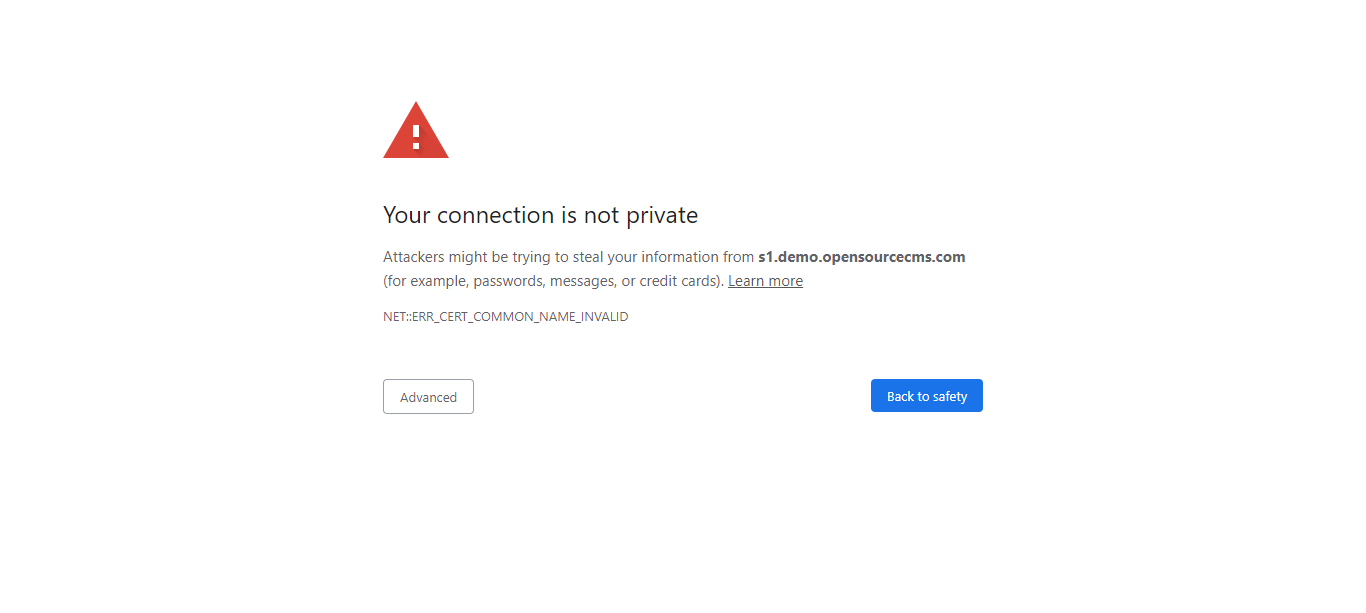 Your connection is not private
Attackers might be trying to steal your information from s1.demo.opensourcecms.com
(for example, passwords, messages, or credit cards). Learn more
NET::ERR_CERT_COMMON_NAME_INVALID
Advanced
Back to safety